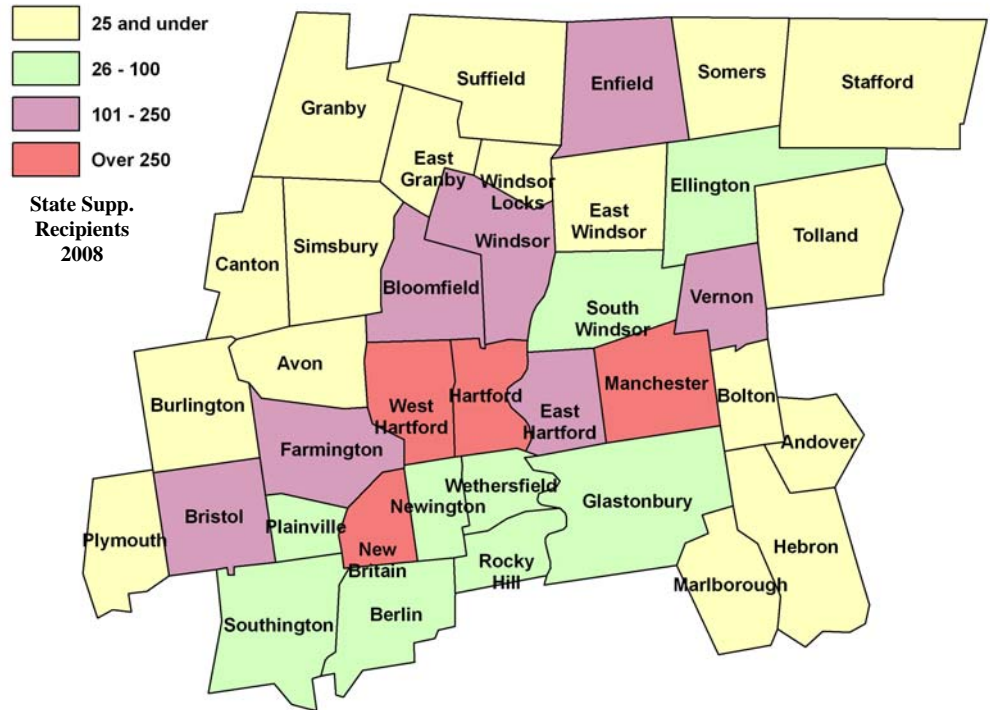 25 and under
26 - 100
101 - 250
Over 250
State Supp.
Recipients
2008
Granby
Suffield
Enfield
Somers
Stafford
East
Granby
Windsor
Locks
East
Windsor
Ellington
Tolland
Canton
Simsbury
Bloomfield
Windsor
South
Windsor
Vernon
Avon
Burlington
West
Hartford
Hartford
East
Hartford
Manchester
Bolton
Andover
Farmington
Plymouth
Bristol
Plainville
New
Britain
Newington
Wethersfield
Rocky
Hill
Glastonbury
Hebron
Marlborough
Southington
Berlin